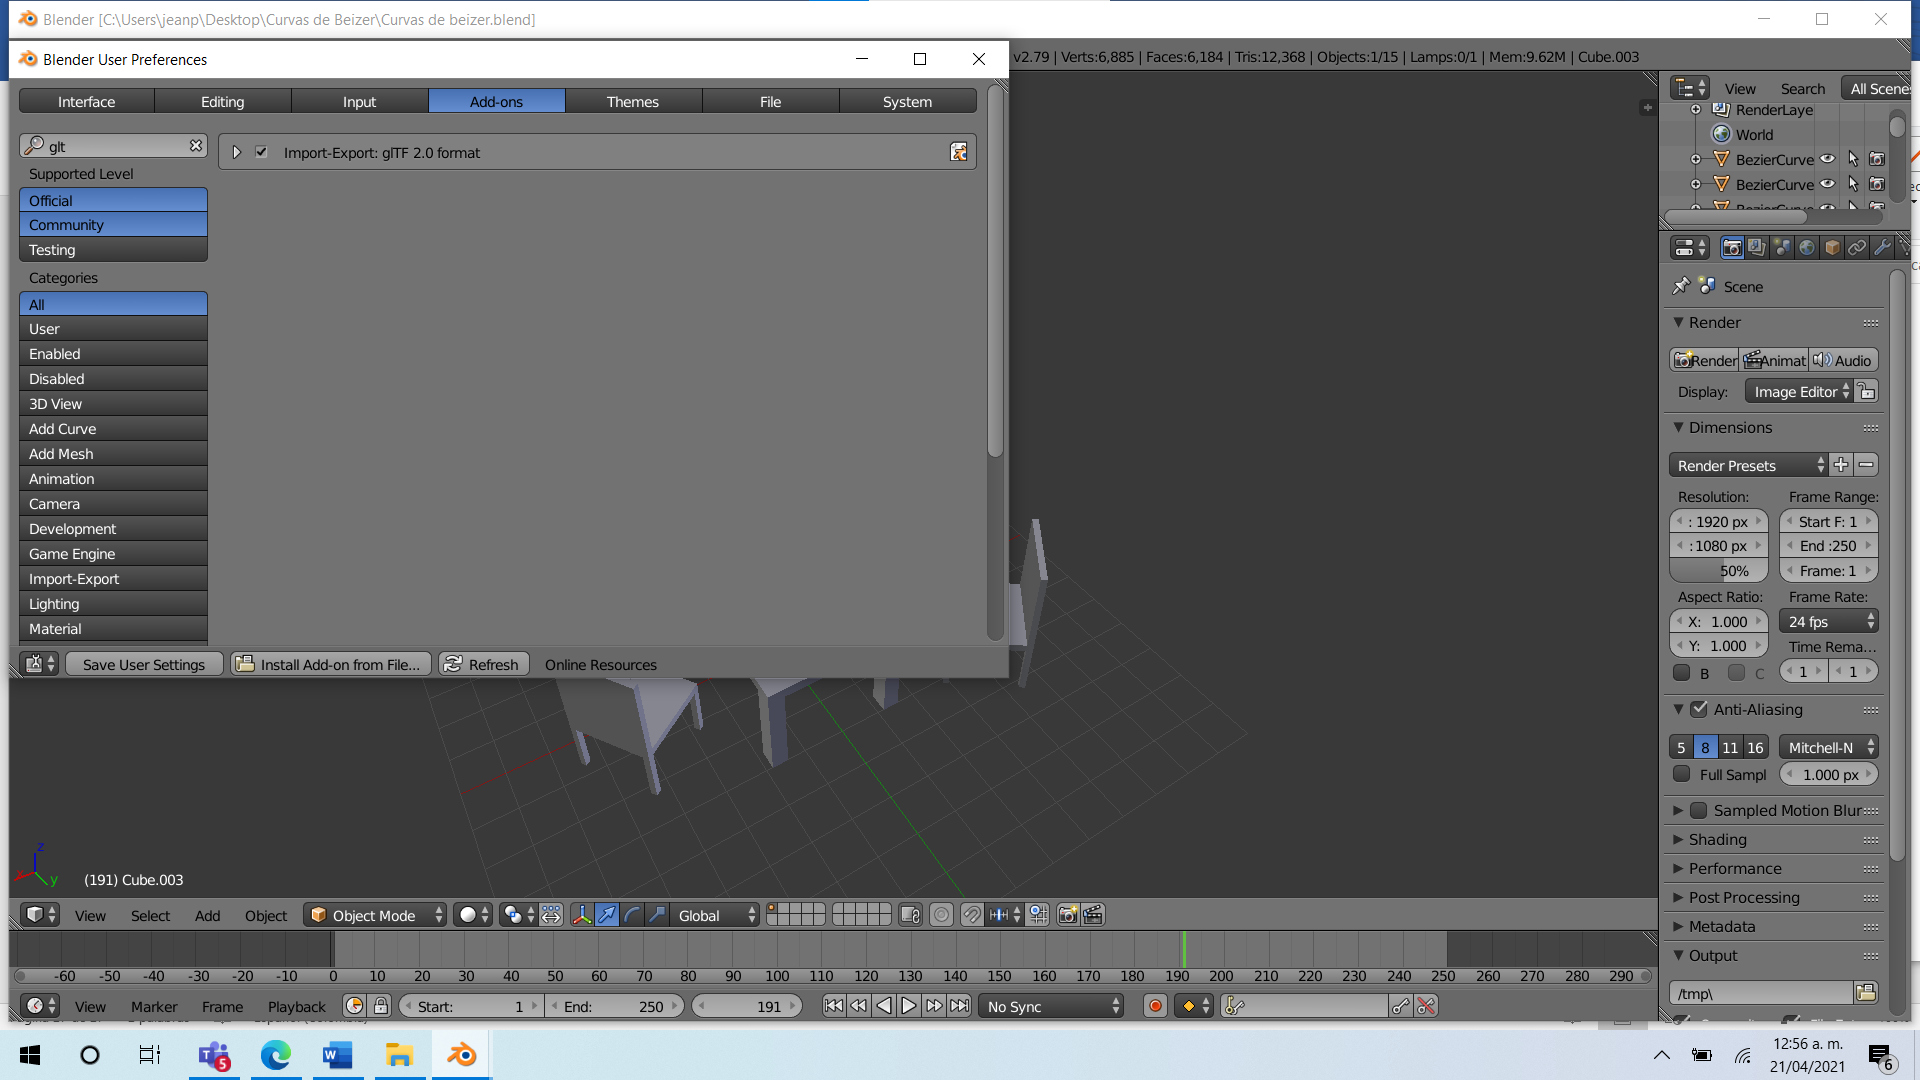 Blender [C:\Users\jeanp\Desktop\Curvas de Beizer\Curvas de beizer.blend]
Blender User Preferences
v2.79 | Verts:6,885 | Faces:6,184 | Tris:12,368 | Objects:1/15 | Lamps:0/1 | Mem:9.62M | Cube.003
Interface Editing Input Add-ons Themes File System
glt
Import-Export: glTF 2.0 format
Supported Level
Official
Community
Testing
Categories
All
User
Enabled
Disabled
3D View
Add Curve
Add Mesh
Animation
Camera
Development
Game Engine
Import-Export
Lighting
Material
Save User Settings Install Add-on from File... Refresh Online Resources
View Search All Scenes
RenderLaye
World
BezierCurve
BezierCurve
BezierCurve
Scene
Render
Render Animat Audio
Display: Image Editor
Dimensions
Render Presets
Resolution: Frame Range:
: 1920 px Start F: 1
:1080 px End :250
50% Frame: 1
Aspect Ratio: Frame Rate:
X: 1.000 24 fps
Y: 1.000 Time Rema...
B C 1 1
Anti-Aliasing
5 8 11 16 Mitchell-N
Full Sampl 1.000 px
Sampled Motion Blur
Shading
Performance
Post Processing
Metadata
Output
/tmp\
z
x y
(191) Cube.003
View Select Add Object Object Mode Global
-60 -50 -40 -30 -20 -10 0 10 20 30 40 50 60 70 80 90 100 110 120 130 140 150 160 170 180 190 200 210 220 230 240 250 260 270 280 290
View Marker Frame Playback Start: 1 End: 250 191 No Sync
5
12:56 a. m.
21/04/2021
6